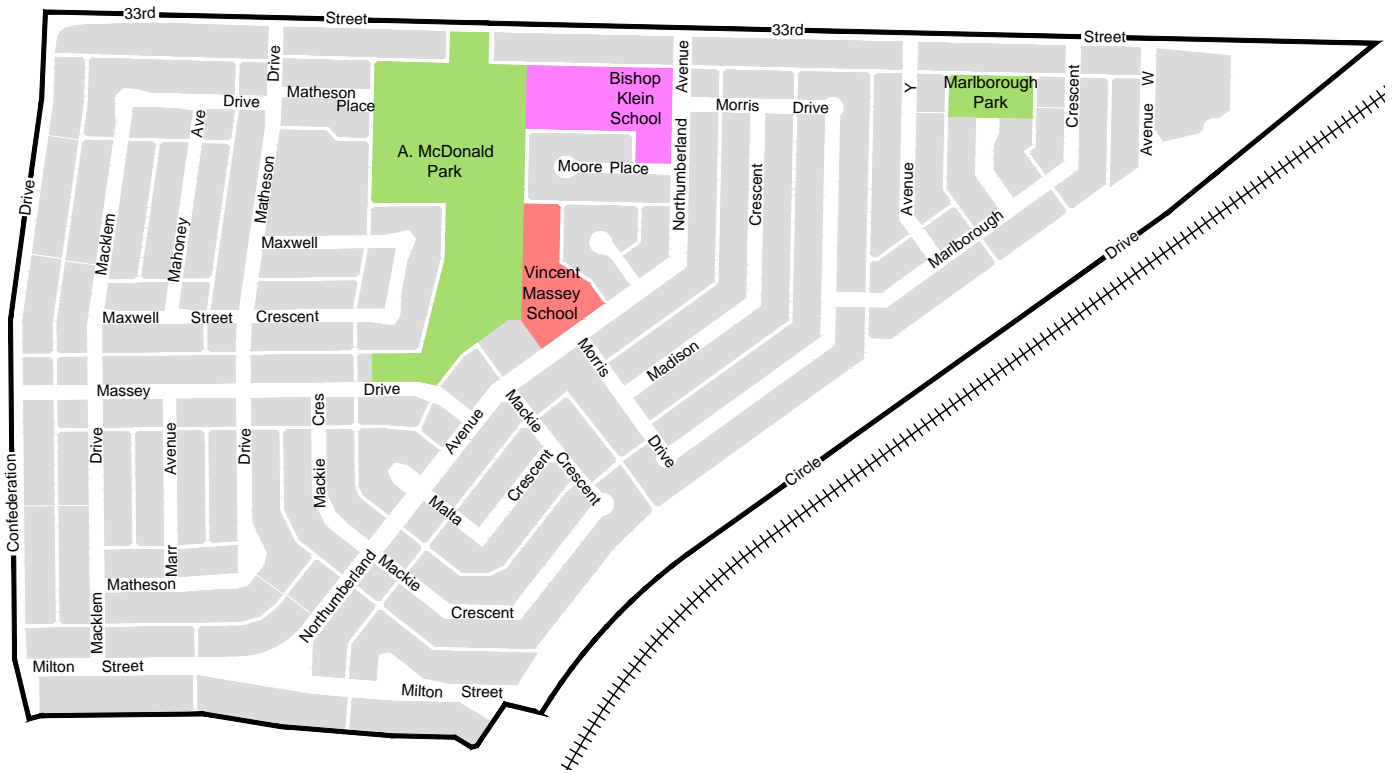 33rd
Street
33rd
Street
Drive
Matheson
Place
Drive
Ave
Bishop
Klein
School
Avenue
Morris
Drive
Y
Marlborough
Park
Crescent
W
Avenue
A. McDonald
Park
Moore Place
Northumberland
Crescent
Avenue
Marlborough
Drive
Drive
Macklem
Mahoney
Matheson
Maxwell
Maxwell
Street
Crescent
Vincent
Massey
School
Morris
Madison
Massey
Drive
Cres
Mackie
Avenue
Drive
Avenue
Drive
Mackie
Crescent
Crescent
Drive
Circle
Malta
Confederation
Marr
Matheson
Mackie
Crescent
Northumberland
Macklem
Milton
Street
Milton
Street